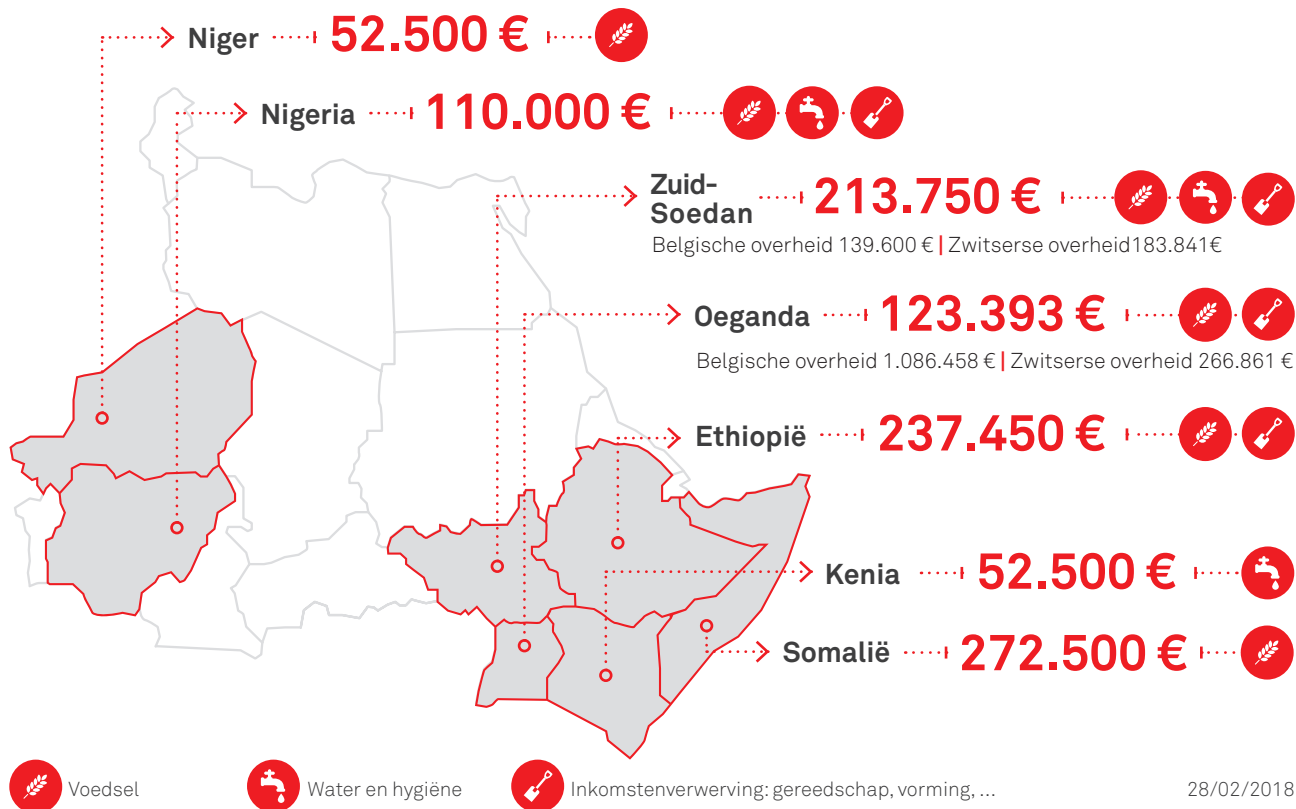 Niger 52.500 €
Nigeria 110.000 €
Zuid-
Soedan 213.750 €
Belgische overheid 139.600 € | Zwitserse overheid183.841€
Oeganda 123.393 €
Belgische overheid 1.086.458 € | Zwitserse overheid 266.861 €
Ethiopië 237.450 €
Kenia 52.500 €
Somalië 272.500 €
Voedsel Water en hygiëne Inkomstenverwerving: gereedschap, vorming, ... 28/02/2018